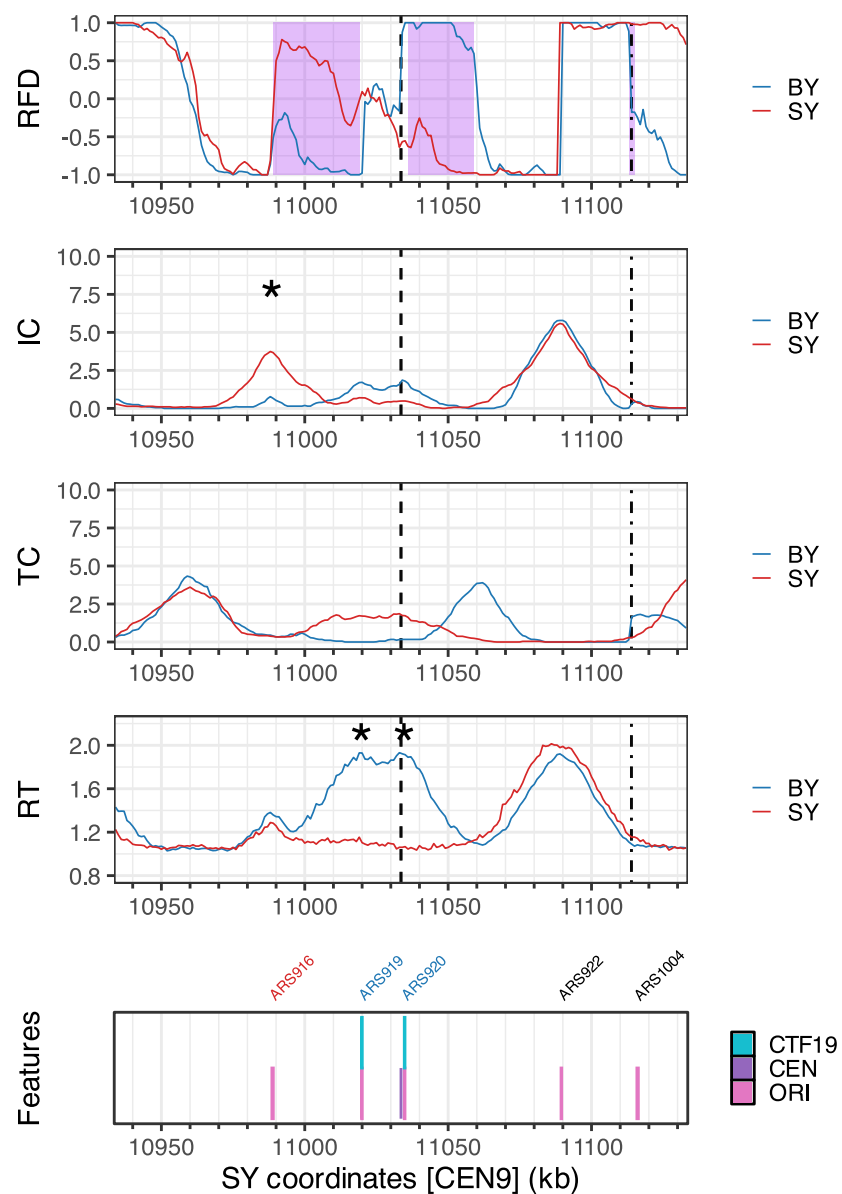 RFD
1.0
0.5
0.0
-0.5
-1.0
10950 11000 11050 11100
BY
SY
IC
10.0
7.5
5.0
2.5
0.0
*
10950 11000 11050 11100
BY
SY
TC
10.0
7.5
5.0
2.5
0.0
10950 11000 11050 11100
BY
SY
RT
2.0
1.6
1.2
0.8
* *
10950 11000 11050 11100
BY
SY
ARS916 ARS919 ARS920 ARS922 ARS1004
Features
CTF19
CEN
ORI
10950 11000 11050 11100
SY coordinates [CEN9] (kb)